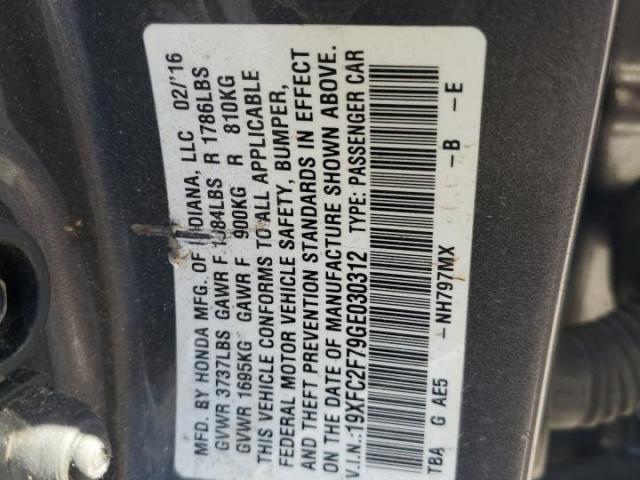 MFD. BY HONDA MFG. OF INDIANA, LLC 02/'16
GVWR 3737LBS GAWR F 1984LBS R 1786LBS
GVWR 1695KG GAWR F 900KG R 810KG
THIS VEHICLE CONFORMS TO ALL APPLICABLE
FEDERAL MOTOR VEHICLE SAFETY, BUMPER,
AND THEFT PREVENTION STANDARDS IN EFFECT
ON THE DATE OF MANUFACTURE SHOWN ABOVE.
V.I.N.:19XFC2F79GE030312 TYPE: PASSENGER CAR
TBA G AE5 -NH797MX -B -E